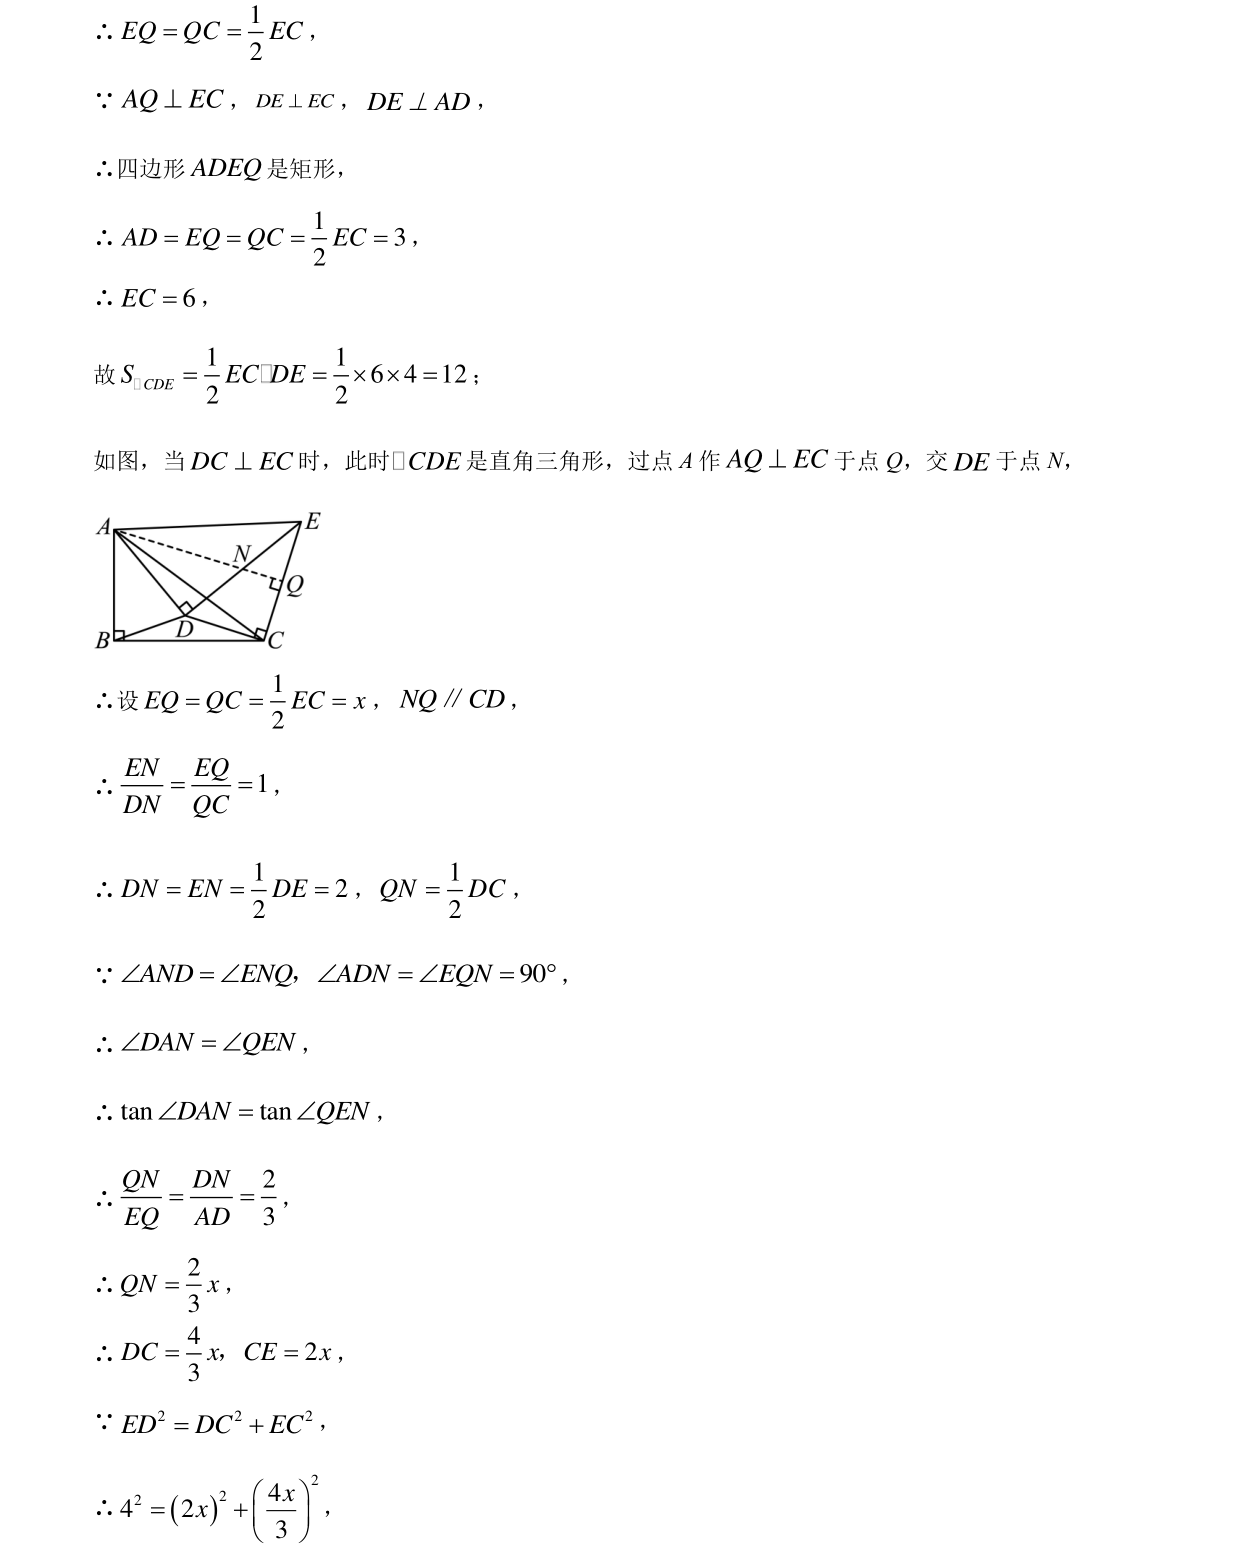 ∴ EQ = QC = 1/2 EC，
∵ AQ ⊥ EC， DE ⊥ EC， DE ⊥ AD，
∴四边形 ADEQ 是矩形，
∴ AD = EQ = QC = 1/2 EC = 3，
∴ EC = 6，
故 S□CDE = 1/2 EC□DE = 1/2 × 6 × 4 = 12；
如图，当 DC ⊥ EC 时，此时□CDE 是直角三角形，过点 A 作 AQ ⊥ EC 于点 Q，交 DE 于点 N，
A E
N
Q
B D C
∴设 EQ = QC = 1/2 EC = x， NQ // CD，
∴ EN/DN = EQ/QC = 1，
∴ DN = EN = 1/2 DE = 2， QN = 1/2 DC，
∵ ∠AND = ∠ENQ，∠ADN = ∠EQN = 90°，
∴ ∠DAN = ∠QEN，
∴ tan∠DAN = tan∠QEN，
∴ QN/EQ = DN/AD = 2/3，
∴ QN = 2/3 x，
∴ DC = 4/3 x，CE = 2x，
∵ ED² = DC² + EC²，
∴ 4² = (2x)² + (4x/3)²，